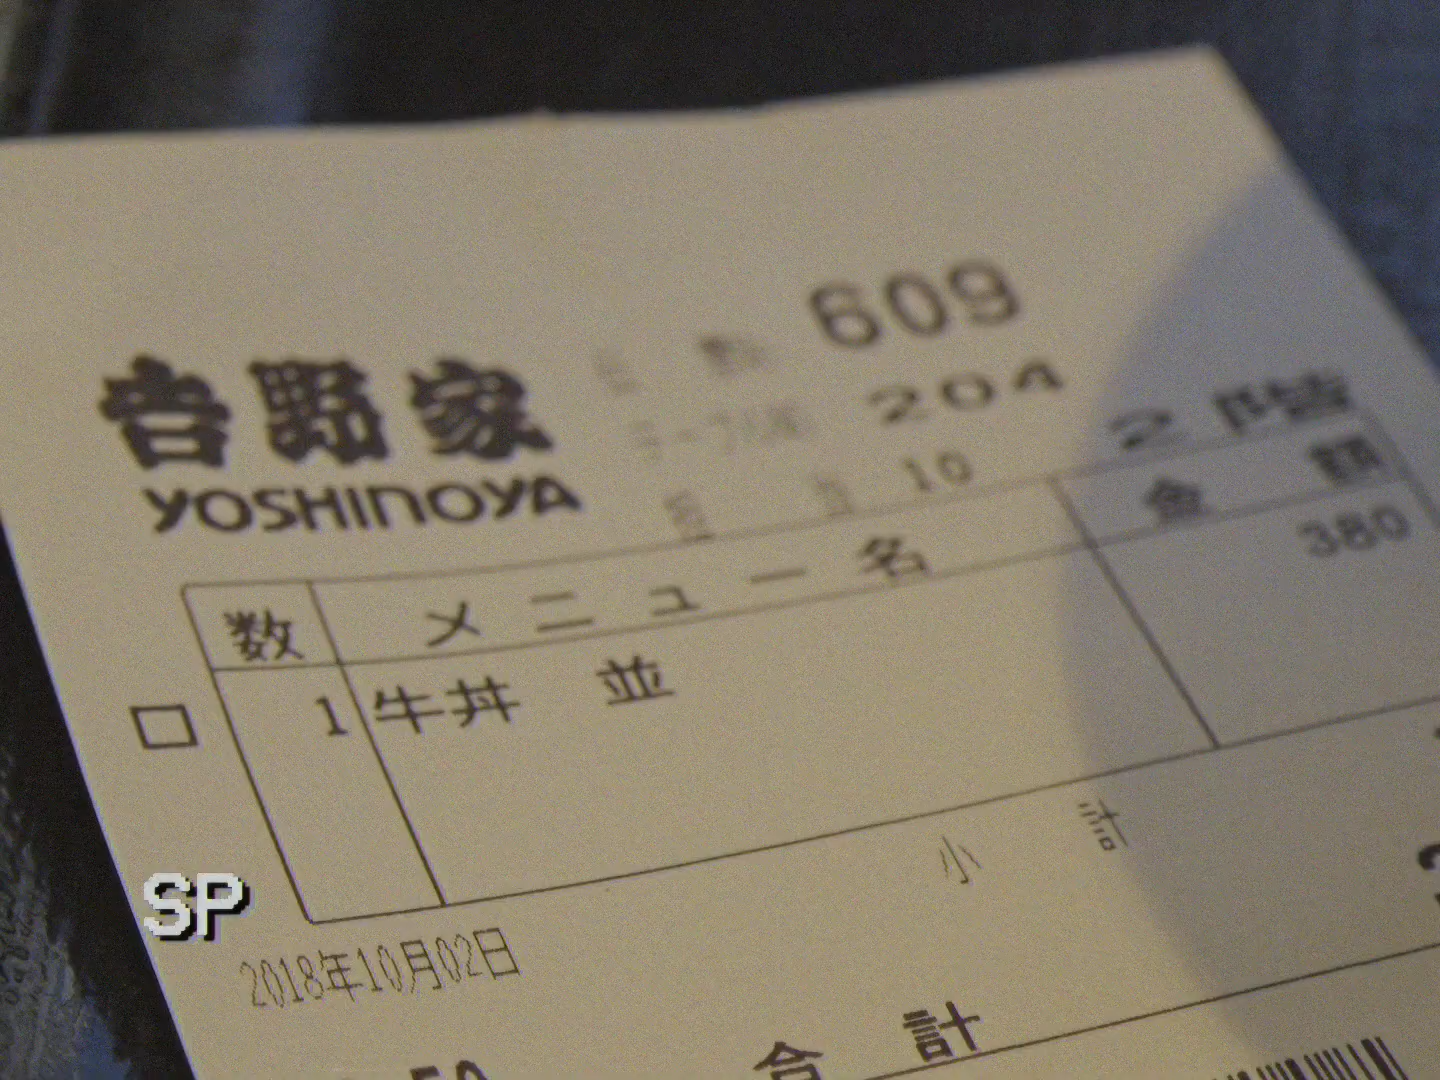 609
吉野家
204
2階
YOSHINOYA
10
数 メニュー名 金額
1 牛丼 並 380
小計
SP
2018年10月02日
合計